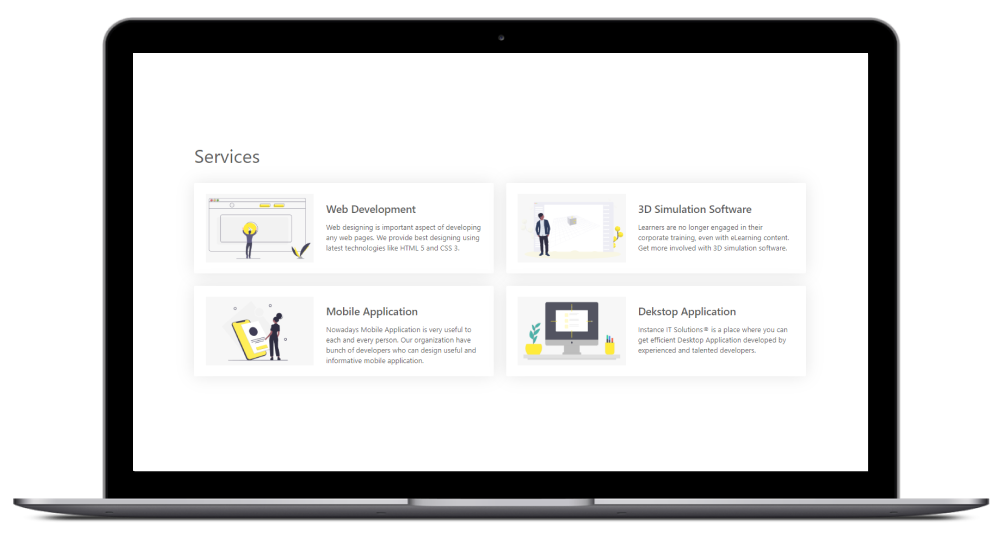 Services
Web Development
Web designing is important aspect of developing
any web pages. We provide best designing using
latest technologies like HTML 5 and CSS 3.
3D Simulation Software
Learners are no longer engaged in their
corporate training, even with eLearning content.
Get more involved with 3D simulation software.
Mobile Application
Nowadays Mobile Application is very useful to
each and every person. Our organization have
bunch of developers who can design useful and
informative mobile application.
Dekstop Application
Instance IT Solutions® is a place where you can
get efficient Desktop Application developed by
experienced and talented developers.